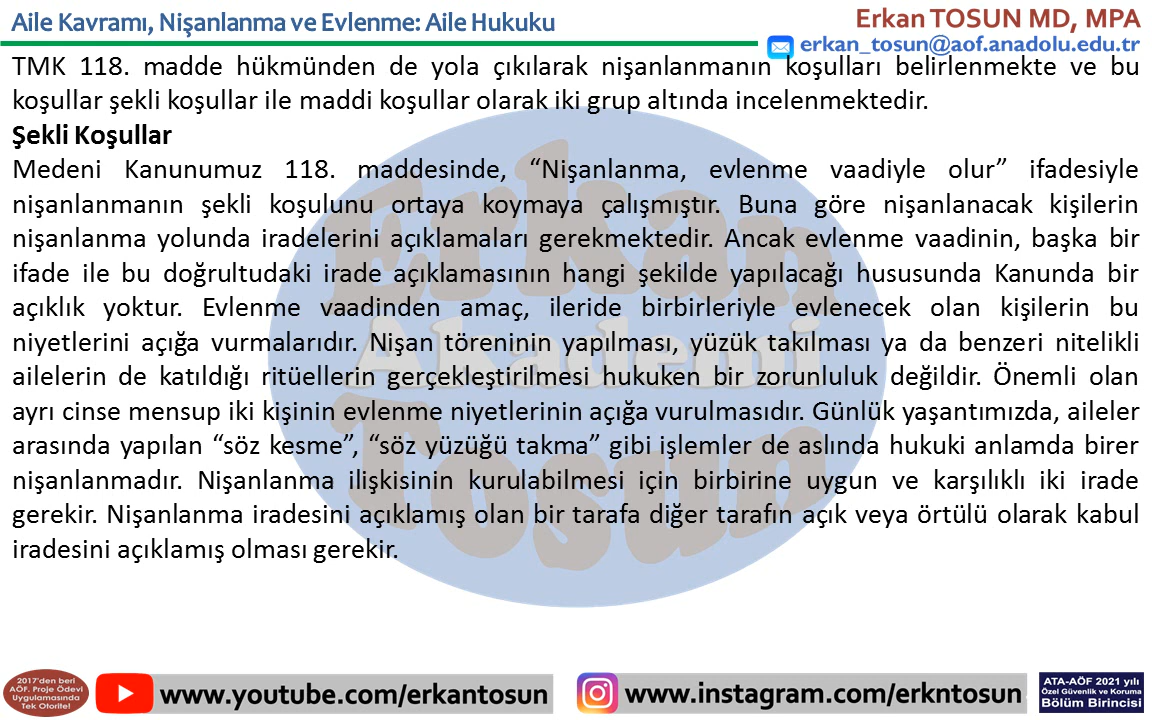 Aile Kavramı, Nişanlanma ve Evlenme: Aile Hukuku
Erkan TOSUN MD, MPA
erkan_tosun@aof.anadolu.edu.tr
TMK 118. madde hükmünden de yola çıkılarak nişanlanmanın koşulları belirlenmekte ve bu
koşullar şekli koşullar ile maddi koşullar olarak iki grup altında incelenmektedir.
Şekli Koşullar
Medeni Kanunumuz 118. maddesinde, “Nişanlanma, evlenme vaadiyle olur” ifadesiyle
nişanlanmanın şekli koşulunu ortaya koymaya çalışmıştır. Buna göre nişanlanacak kişilerin
nişanlanma yolunda iradelerini açıklamaları gerekmektedir. Ancak evlenme vaadinin, başka bir
ifade ile bu doğrultudaki irade açıklamasının hangi şekilde yapılacağı hususunda Kanunda bir
açıklık yoktur. Evlenme vaadinden amaç, ileride birbirleriyle evlenecek olan kişilerin bu
niyetlerini açığa vurmalarıdır. Nişan töreninin yapılması, yüzük takılması ya da benzeri nitelikli
ailelerin de katıldığı ritüellerin gerçekleştirilmesi hukuken bir zorunluluk değildir. Önemli olan
ayrı cinse mensup iki kişinin evlenme niyetlerinin açığa vurulmasıdır. Günlük yaşantımızda, aileler
arasında yapılan “söz kesme”, “söz yüzüğü takma” gibi işlemler de aslında hukuki anlamda birer
nişanlanmadır. Nişanlanma ilişkisinin kurulabilmesi için birbirine uygun ve karşılıklı iki irade
gerekir. Nişanlanma iradesini açıklamış olan bir tarafa diğer tarafın açık veya örtülü olarak kabul
iradesini açıklamış olması gerekir.
Erkan
Akademi
Tosun
2017'den beri
AÖF. Proje Ödevi
Uygulamasında
Tek Otorite!
www.youtube.com/erkantosun
www.instagram.com/erkntosun
ATA-AÖF 2021 yılı
Özel Güvenlik ve Koruma
Bölüm Birincisi